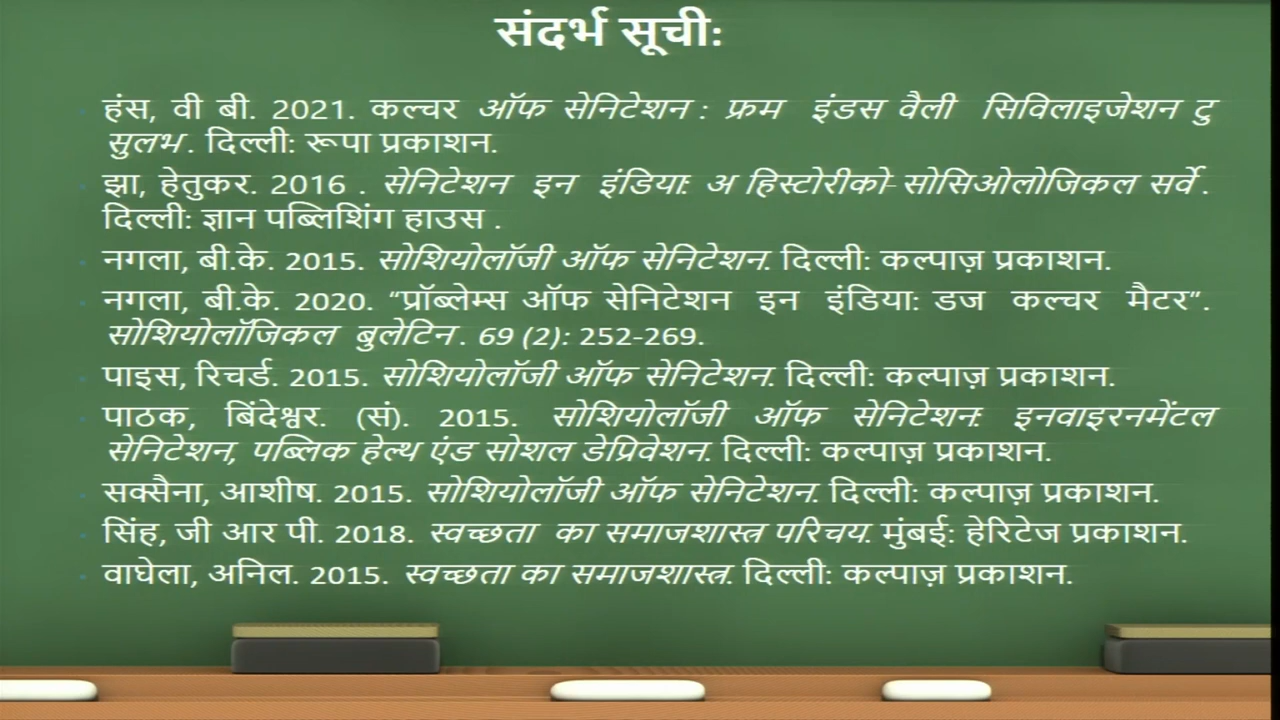 संदर्भ सूची:
हंस, वी बी. 2021. कल्चर ऑफ सेनिटेशन : फ्रम इंडस वैली सिविलाइजेशन टु
सुलभ. दिल्ली: रूपा प्रकाशन.
झा, हेतुकर. 2016 . सेनिटेशन इन इंडिया: अ हिस्टोरीको-सोसिओलोजिकल सर्वे.
दिल्ली: ज्ञान पब्लिशिंग हाउस .
नगला, बी.के. 2015. सोशियोलॉजी ऑफ सेनिटेशन. दिल्ली: कल्पाज़ प्रकाशन.
नगला, बी.के. 2020. “प्रॉब्लेम्स ऑफ सेनिटेशन इन इंडिया: डज कल्चर मैटर”.
सोशियोलॉजिकल बुलेटिन. 69 (2): 252-269.
पाइस, रिचर्ड. 2015. सोशियोलॉजी ऑफ सेनिटेशन. दिल्ली: कल्पाज़ प्रकाशन.
पाठक, बिंदेश्वर. (सं). 2015. सोशियोलॉजी ऑफ सेनिटेशन: इनवाइरनमेंटल
सेनिटेशन, पब्लिक हेल्थ एंड सोशल डेप्रिवेशन. दिल्ली: कल्पाज़ प्रकाशन.
सक्सैना, आशीष. 2015. सोशियोलॉजी ऑफ सेनिटेशन. दिल्ली: कल्पाज़ प्रकाशन.
सिंह, जी आर पी. 2018. स्वच्छता का समाजशास्त्र परिचय. मुंबई: हेरिटेज प्रकाशन.
वाघेला, अनिल. 2015. स्वच्छता का समाजशास्त्र. दिल्ली: कल्पाज़ प्रकाशन.